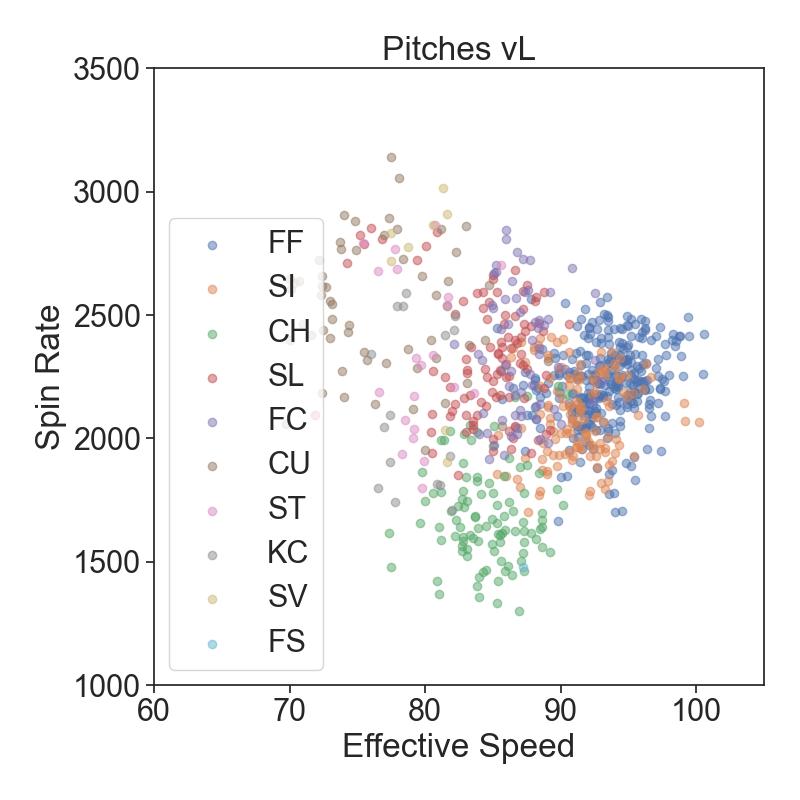 Pitches vL
3500
3000
2500
2000
1500
1000
Spin Rate
FF
SI
CH
SL
FC
CU
ST
KC
SV
FS
60 70 80 90 100
Effective Speed